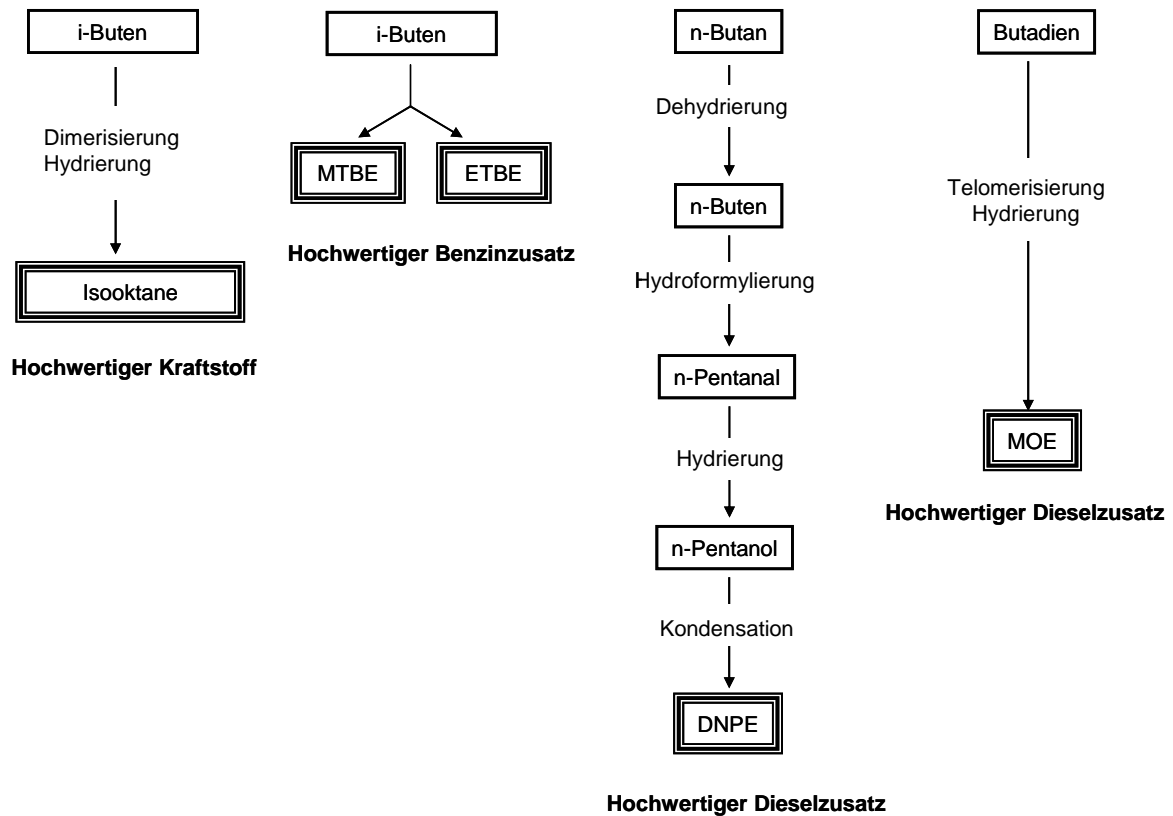 i-Buten
Dimerisierung
Hydrierung
Isooktane
Hochwertiger Kraftstoff
i-Buten
MTBE
ETBE
Hochwertiger Benzinzusatz
n-Butan
Dehydrierung
n-Buten
Hydroformylierung
n-Pentanal
Hydrierung
n-Pentanol
Kondensation
DNPE
Hochwertiger Dieselzusatz
Butadien
Telomerisierung
Hydrierung
MOE
Hochwertiger Dieselzusatz